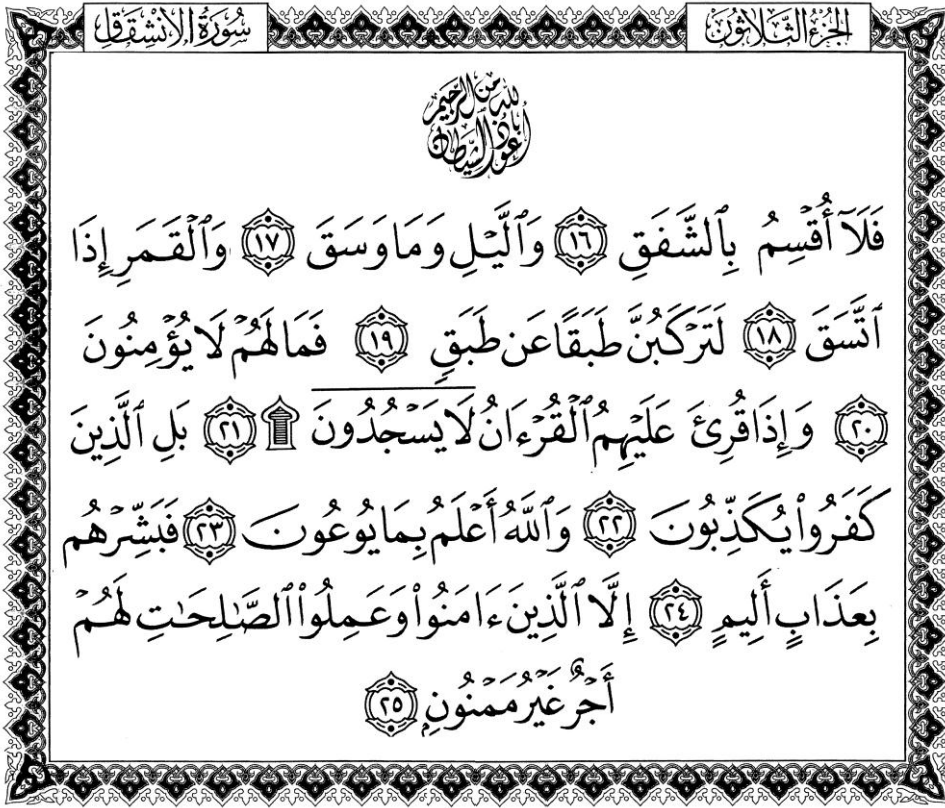 الجزء الثلاثون
سورة الانشقاق
أعوذ بالله من الشيطان الرجيم
فَلَآ أُقۡسِمُ بِٱلشَّفَقِ ١٦ وَٱلَّيۡلِ وَمَا وَسَقَ ١٧ وَٱلۡقَمَرِ إِذَا
ٱتَّسَقَ ١٨ لَتَرۡكَبُنَّ طَبَقًا عَن طَبَقٖ ١٩ فَمَا لَهُمۡ لَا يُؤۡمِنُونَ
٢٠ وَإِذَا قُرِئَ عَلَيۡهِمُ ٱلۡقُرۡءَانُ لَا يَسۡجُدُونَ ۩ ٢١ بَلِ ٱلَّذِينَ
كَفَرُواْ يُكَذِّبُونَ ٢٢ وَٱللَّهُ أَعۡلَمُ بِمَا يُوعُونَ ٢٣ فَبَشِّرۡهُم
بِعَذَابٍ أَلِيمٍ ٢٤ إِلَّا ٱلَّذِينَ ءَامَنُواْ وَعَمِلُواْ ٱلصَّٰلِحَٰتِ لَهُمۡ
أَجۡرٌ غَيۡرُ مَمۡنُونِۭ ٢٥